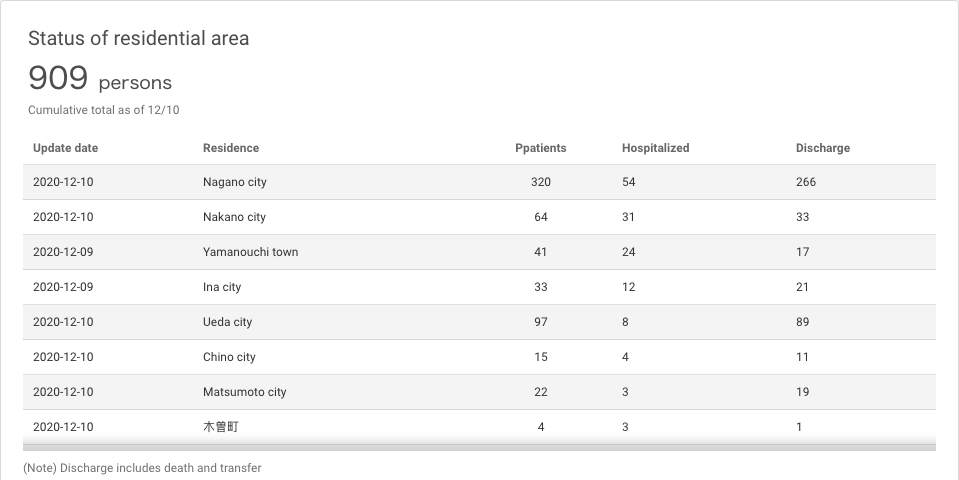 Status of residential area
909 persons
Cumulative total as of 12/10
Update date Residence Ppatients Hospitalized Discharge
2020-12-10 Nagano city 320 54 266
2020-12-10 Nakano city 64 31 33
2020-12-09 Yamanouchi town 41 24 17
2020-12-09 Ina city 33 12 21
2020-12-10 Ueda city 97 8 89
2020-12-10 Chino city 15 4 11
2020-12-10 Matsumoto city 22 3 19
2020-12-10 木曽町 4 3 1
(Note) Discharge includes death and transfer